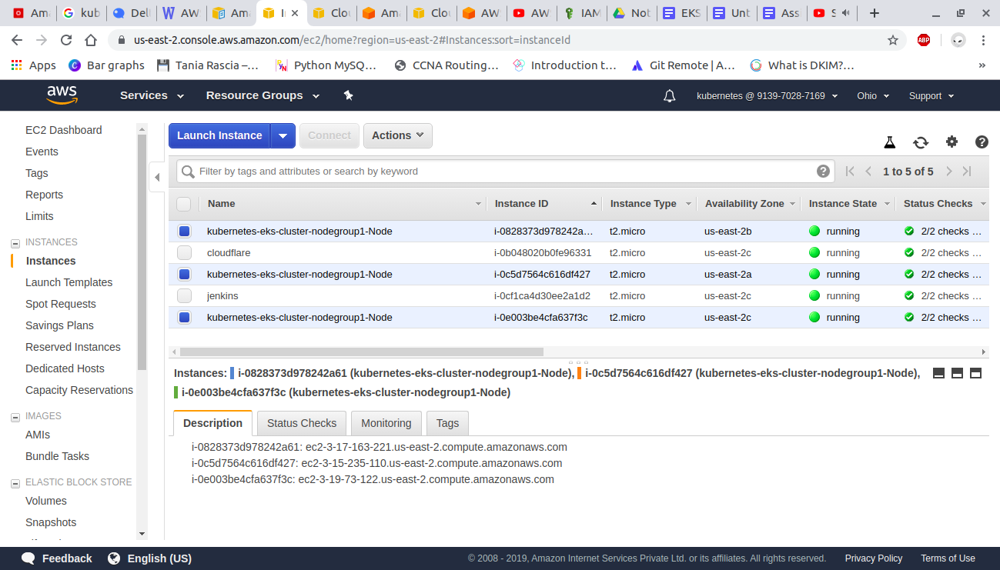 Ama
kub
Dell
AW
Ama
I
Clou
Ama
Clou
AWS
AWS
IAM
Not
EKS
Unt
Assi
S
us-east-2.console.aws.amazon.com/ec2/home?region=us-east-2#Instances:sort=instanceId
ABP
Apps
Bar graphs
Tania Rascia –…
Python MySQ…
CCNA Routing…
Introduction t…
Git Remote | A…
What is DKIM?…
»
aws
Services
Resource Groups
kubernetes @ 9139-7028-7169
Ohio
Support
EC2 Dashboard
Events
Tags
Reports
Limits
INSTANCES
Instances
Launch Templates
Spot Requests
Savings Plans
Reserved Instances
Dedicated Hosts
Capacity Reservations
IMAGES
AMIs
Bundle Tasks
ELASTIC BLOCK STORE
Volumes
Snapshots
Launch Instance
Connect
Actions
Filter by tags and attributes or search by keyword
1 to 5 of 5
Name Instance ID Instance Type Availability Zone Instance State Status Checks
kubernetes-eks-cluster-nodegroup1-Node i-0828373d978242a… t2.micro us-east-2b running 2/2 checks …
cloudflare i-0b048020b0fe96331 t2.micro us-east-2c running 2/2 checks …
kubernetes-eks-cluster-nodegroup1-Node i-0c5d7564c616df427 t2.micro us-east-2a running 2/2 checks …
jenkins i-0cf1ca4d30ee2a1d2 t2.micro us-east-2c running 2/2 checks …
kubernetes-eks-cluster-nodegroup1-Node i-0e003be4cfa637f3c t2.micro us-east-2c running 2/2 checks …
Instances: i-0828373d978242a61 (kubernetes-eks-cluster-nodegroup1-Node), i-0c5d7564c616df427 (kubernetes-eks-cluster-nodegroup1-Node),
i-0e003be4cfa637f3c (kubernetes-eks-cluster-nodegroup1-Node)
Description
Status Checks
Monitoring
Tags
i-0828373d978242a61: ec2-3-17-163-221.us-east-2.compute.amazonaws.com
i-0c5d7564c616df427: ec2-3-15-235-110.us-east-2.compute.amazonaws.com
i-0e003be4cfa637f3c: ec2-3-19-73-122.us-east-2.compute.amazonaws.com
Feedback
English (US)
© 2008 - 2019, Amazon Internet Services Private Ltd. or its affiliates. All rights reserved.
Privacy Policy
Terms of Use